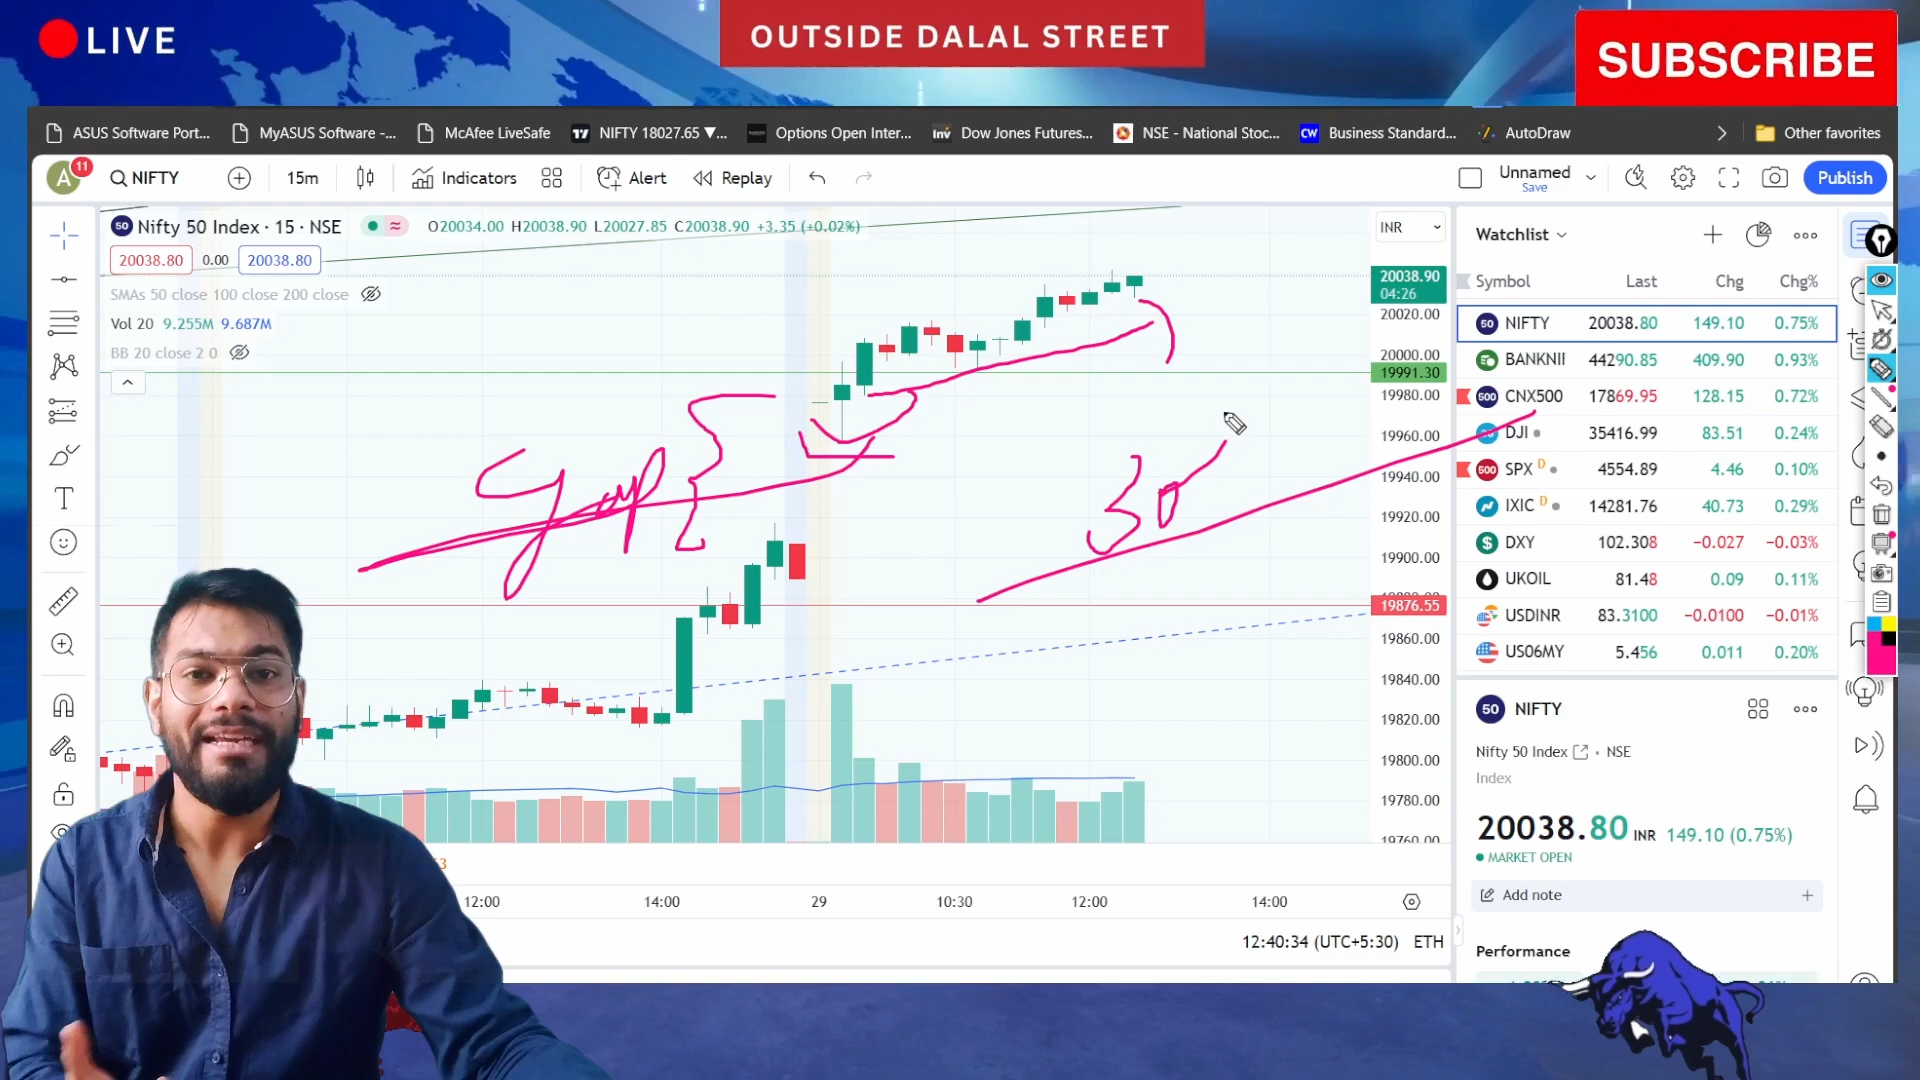 LIVE
OUTSIDE DALAL STREET
SUBSCRIBE
ASUS Software Port... MyASUS Software -... McAfee LiveSafe NIFTY 18027.65 ▼... Options Open Inter... Dow Jones Futures... NSE - National Stoc... Business Standard... AutoDraw Other favorites
A 11 NIFTY 15m Indicators Alert Replay Unnamed Save Publish
Nifty 50 Index · 15 · NSE O20034.00 H20038.90 L20027.85 C20038.90 +3.35 (+0.02%) INR
20038.80 0.00 20038.80
SMAs 50 close 100 close 200 close
Vol 20 9.255M 9.687M
BB 20 close 2 0
20038.90
04:26
20020.00
20000.00
19991.30
19980.00
19960.00
19940.00
19920.00
19900.00
19876.55
19860.00
19840.00
19820.00
19800.00
19780.00
19760.00
Gap
30
12:00 14:00 29 10:30 12:00 14:00
12:40:34 (UTC+5:30) ETH
Watchlist
Symbol Last Chg Chg%
NIFTY 20038.80 149.10 0.75%
BANKNII 44290.85 409.90 0.93%
CNX500 17869.95 128.15 0.72%
DJI 35416.99 83.51 0.24%
SPX D 4554.89 4.46 0.10%
IXIC D 14281.76 40.73 0.29%
DXY 102.308 −0.027 −0.03%
UKOIL 81.48 0.09 0.11%
USDINR 83.3100 −0.0100 −0.01%
US06MY 5.456 0.011 0.20%
50 NIFTY
Nifty 50 Index · NSE
Index
20038.80 INR 149.10 (0.75%)
MARKET OPEN
Add note
Performance